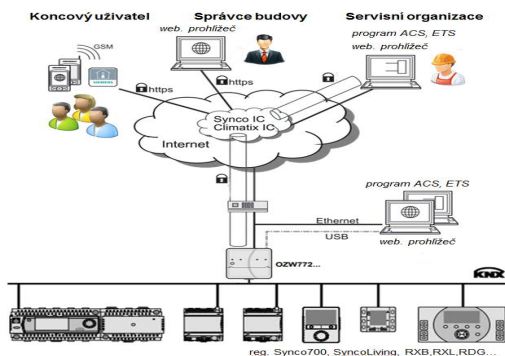 Koncový uživatel
Správce budovy
Servisní organizace
web. prohlížeč
program ACS, ETS
web. prohlížeč
GSM
SIEMENS
https
https
Synco IC
Climatix IC
Internet
program ACS, ETS
Ethernet
USB
web. prohlížeč
OZW772...
KNX
reg. Synco700, SyncoLiving, RXB,RXL,RDG...